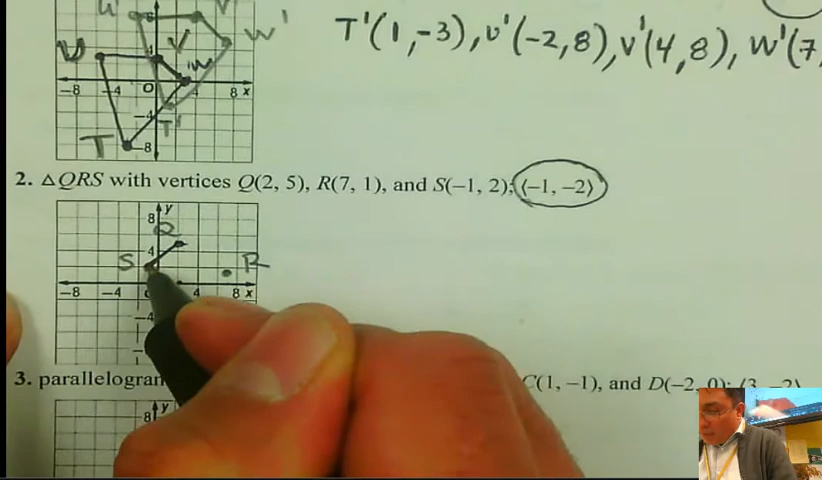 U' V' W' T'(1,-3), U'(-2,8), V'(4,8), W'(7,
U V W
-8 -4 O 4 8 x
-4 T'
T -8
2. △QRS with vertices Q(2, 5), R(7, 1), and S(−1, 2); ⟨−1, −2⟩
8 y
Q
4
S R
-8 -4 4 8 x
-4
3. parallelogram C(1, −1), and D(−2, 0); ⟨3, −2⟩
8 y